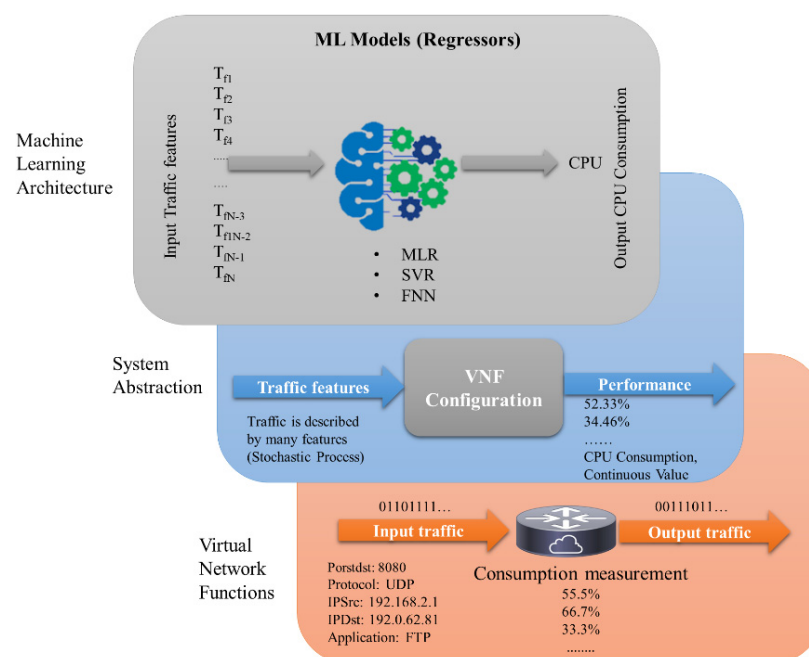 ML Models (Regressors)
Machine
Learning
Architecture
Input Traffic features
Tf1
Tf2
Tf3
Tf4
......
....
TfN-3
Tf1N-2
TfN-1
TfN
• MLR
• SVR
• FNN
CPU
Output CPU Consumption
System
Abstraction
Traffic features
Traffic is described
by many features
(Stochastic Process)
VNF
Configuration
Performance
52.33%
34.46%
......
CPU Consumption,
Continuous Value
Virtual
Network
Functions
01101111...
Input traffic
Porstdst: 8080
Protocol: UDP
IPSrc: 192.168.2.1
IPDst: 192.0.62.81
Application: FTP
Consumption measurement
55.5%
66.7%
33.3%
........
00111011...
Output traffic